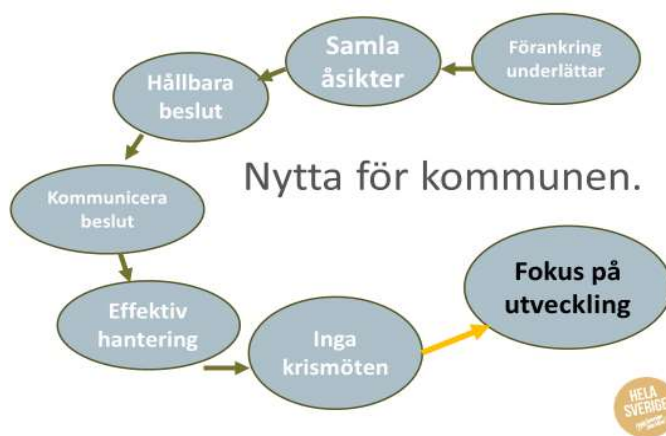 Samla
åsikter
Förankring
underlättar
Hållbara
beslut
Nytta för kommunen.
Kommunicera
beslut
Fokus på
utveckling
Effektiv
hantering
Inga
krismöten
HELA
SVERIGE